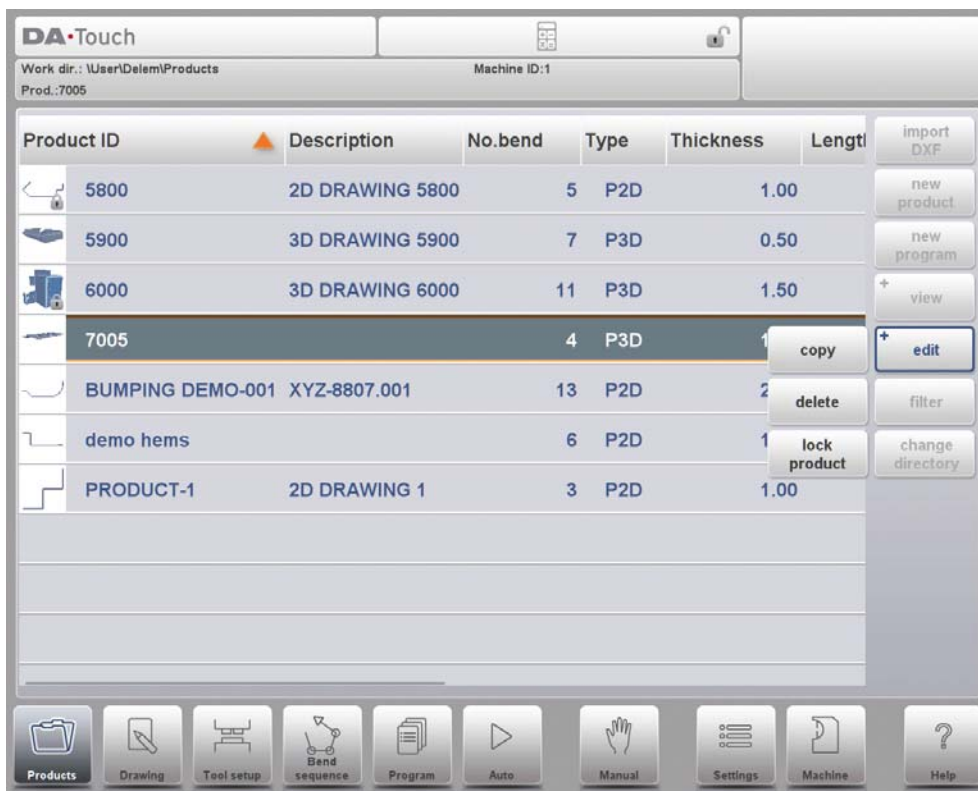 DA·Touch
Work dir.: \User\Delem\Products Machine ID:1
Prod.:7005
Product ID Description No.bend Type Thickness Lengt
5800 2D DRAWING 5800 5 P2D 1.00
5900 3D DRAWING 5900 7 P3D 0.50
6000 3D DRAWING 6000 11 P3D 1.50
7005 4 P3D 1
BUMPING DEMO-001 XYZ-8807.001 13 P2D 2
demo hems 6 P2D 1
PRODUCT-1 2D DRAWING 1 3 P2D 1.00
import
DXF
new
product
new
program
+ view
+ edit
filter
change
directory
copy
delete
lock
product
Products
Drawing
Tool setup
Bend
sequence
Program
Auto
Manual
Settings
Machine
? Help